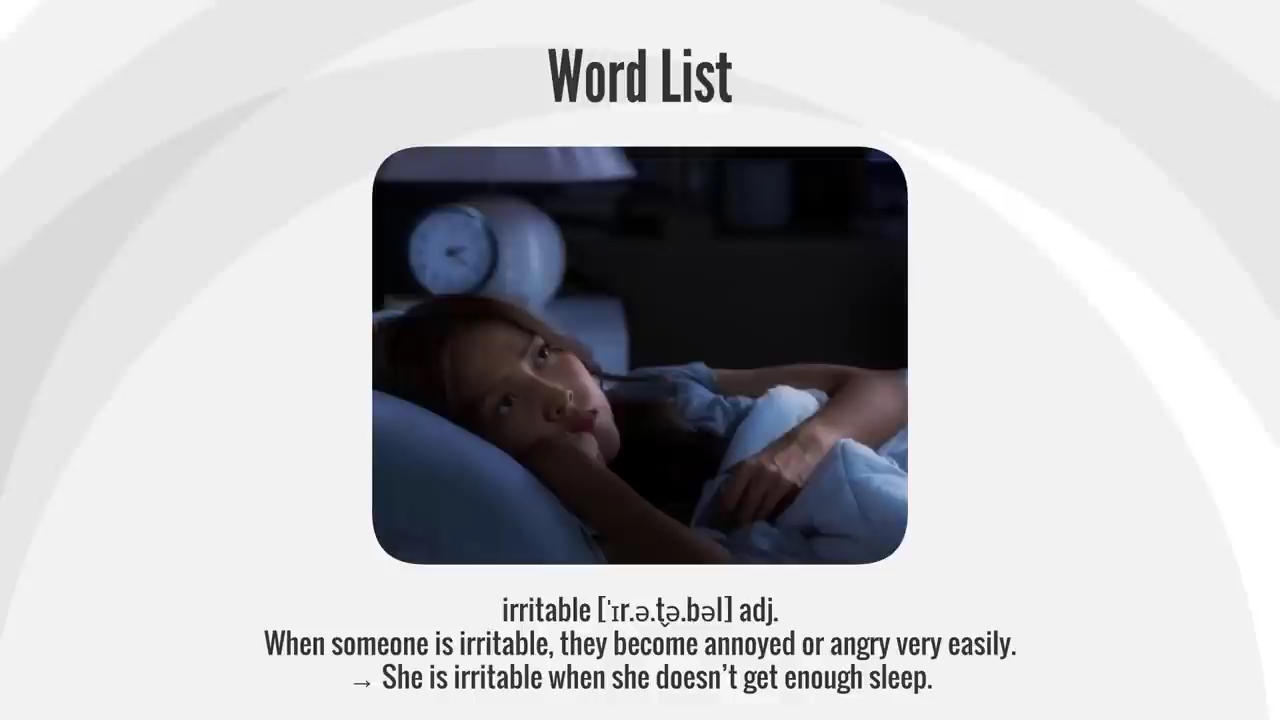 Word List
irritable [ˈɪr.ə.t̬ə.bəl] adj.
When someone is irritable, they become annoyed or angry very easily.
→ She is irritable when she doesn’t get enough sleep.